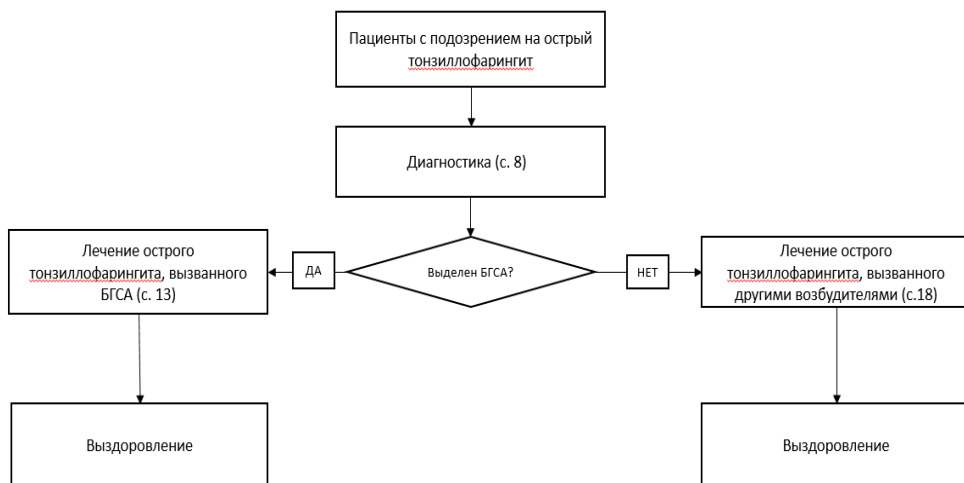 Пациенты с подозрением на острый
тонзиллофарингит
Диагностика (с. 8)
Лечение острого
тонзиллофарингита, вызванного
БГСА (с. 13)
ДА
Выделен БГСА?
НЕТ
Лечение острого
тонзиллофарингита, вызванного
другими возбудителями (с.18)
Выздоровление
Выздоровление